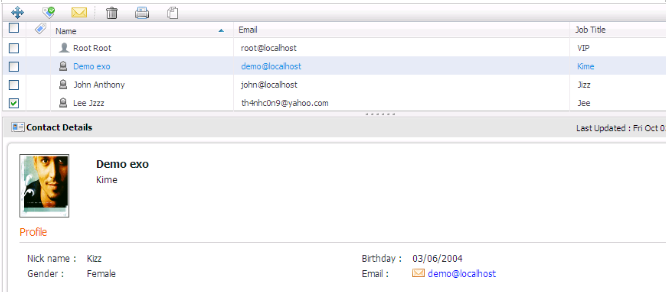 Name Email Job Title
Root Root root@localhost VIP
Demo exo demo@localhost Kime
John Anthony john@localhost Jizz
Lee Jzzz th4nhc0n9@yahoo.com Jee
Contact Details Last Updated : Fri Oct 0
Demo exo
Kime
Profile
Nick name : Kizz Birthday : 03/06/2004
Gender : Female Email : demo@localhost